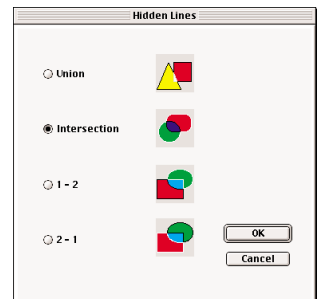 Hidden Lines
Union
Intersection
1 - 2
2 - 1
OK
Cancel